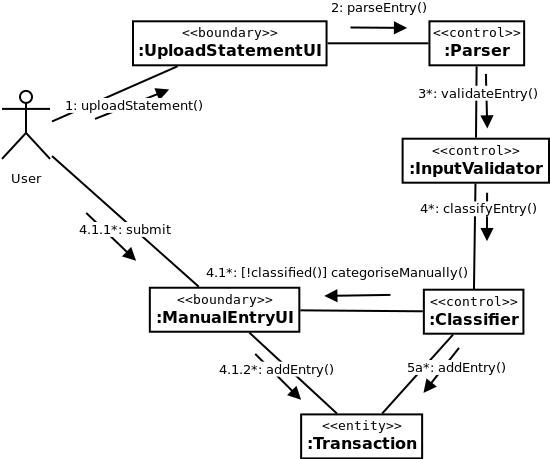 2: parseEntry()
<<boundary>>
:UploadStatementUI
<<control>>
:Parser
1: uploadStatement()
3*: validateEntry()
User
<<control>>
:InputValidator
4*: classifyEntry()
4.1.1*: submit
4.1*: [!classified()] categoriseManually()
<<boundary>>
:ManualEntryUI
<<control>>
:Classifier
4.1.2*: addEntry()
5a*: addEntry()
<<entity>>
:Transaction